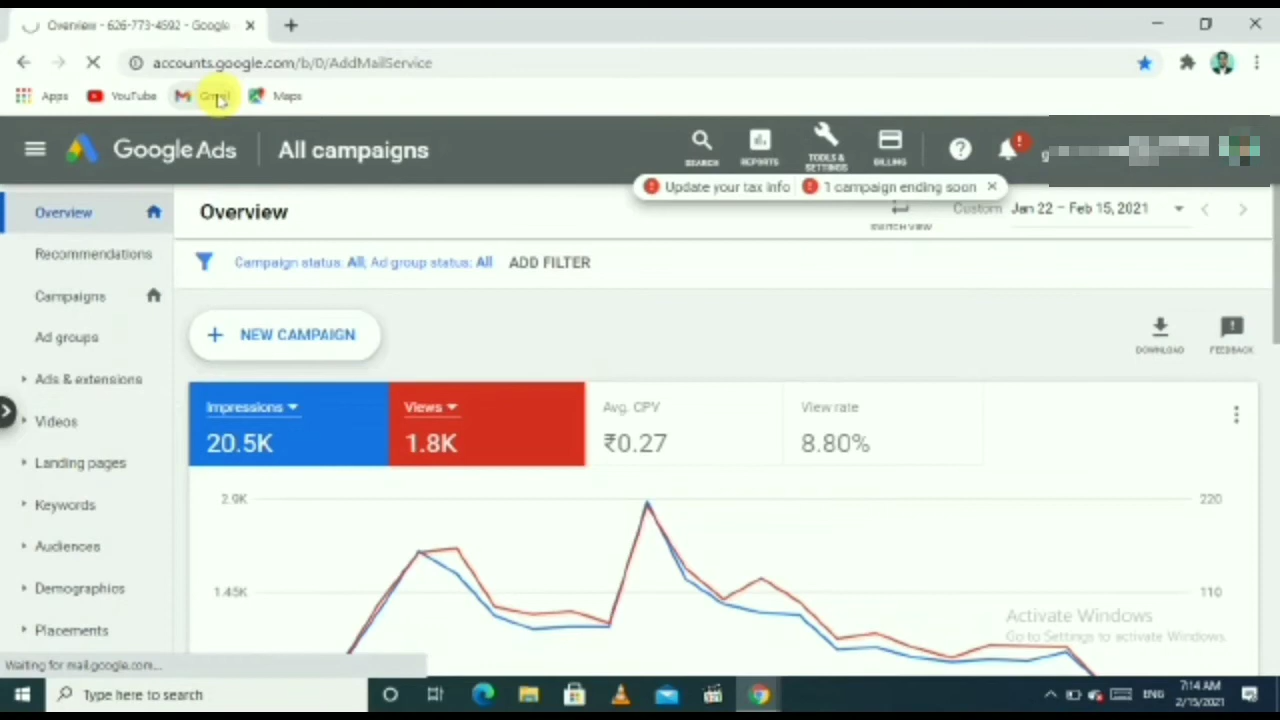 Overview - 626-773-4592 - Google
accounts.google.com/b/0/AddMailService
Apps YouTube Gmail Maps
Google Ads All campaigns
SEARCH REPORTS TOOLS & SETTINGS BILLING
Update your tax info 1 campaign ending soon
Overview
Overview
SWITCH VIEW
Custom Jan 22 – Feb 15, 2021
Recommendations
Campaign status: All, Ad group status: All ADD FILTER
Campaigns
Ad groups
NEW CAMPAIGN
DOWNLOAD FEEDBACK
Ads & extensions
Videos
Landing pages
Keywords
Audiences
Demographics
Placements
Impressions Views Avg. CPV View rate
20.5K 1.8K ₹0.27 8.80%
2.9K 220
1.45K 110
Activate Windows
Go to Settings to activate Windows.
Waiting for mail.google.com...
Type here to search
ENG
7:14 AM
2/15/2021